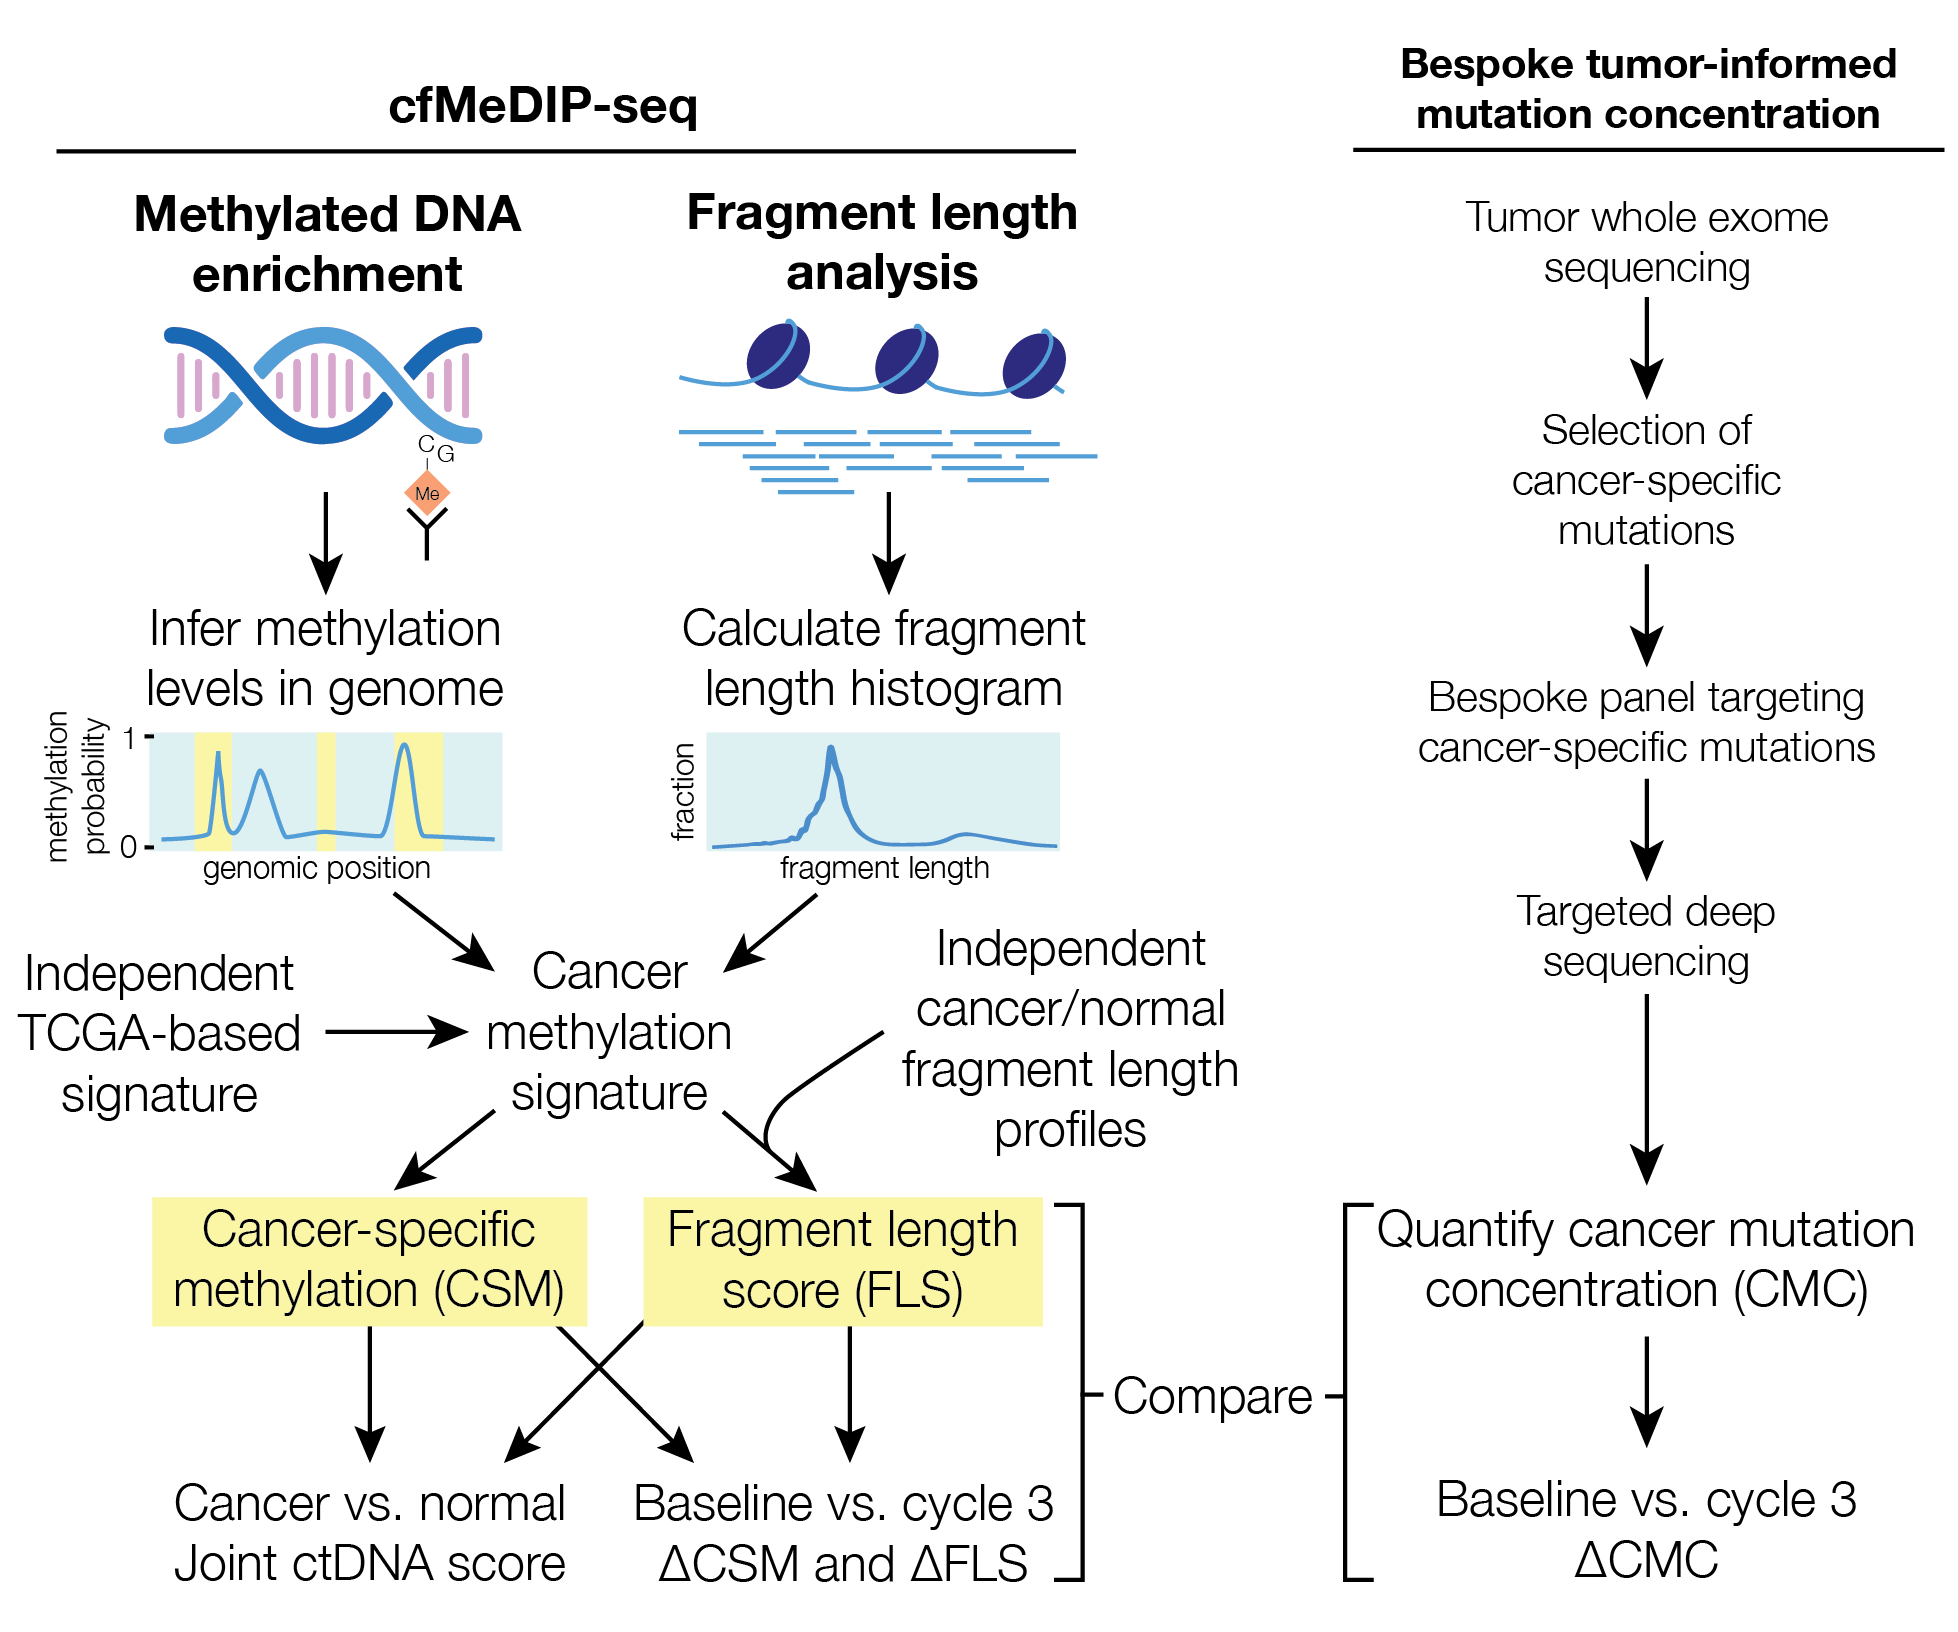 cfMeDIP-seq
Methylated DNA
enrichment
C
G
Me
Infer methylation
levels in genome
methylation
probability
1
0
genomic position
Fragment length
analysis
Calculate fragment
length histogram
fraction
fragment length
Independent
TCGA-based
signature
Cancer
methylation
signature
Independent
cancer/normal
fragment length
profiles
Cancer-specific
methylation (CSM)
Fragment length
score (FLS)
Cancer vs. normal
Joint ctDNA score
Baseline vs. cycle 3
ΔCSM and ΔFLS
Compare
Bespoke tumor-informed
mutation concentration
Tumor whole exome
sequencing
Selection of
cancer-specific
mutations
Bespoke panel targeting
cancer-specific mutations
Targeted deep
sequencing
Quantify cancer mutation
concentration (CMC)
Baseline vs. cycle 3
ΔCMC